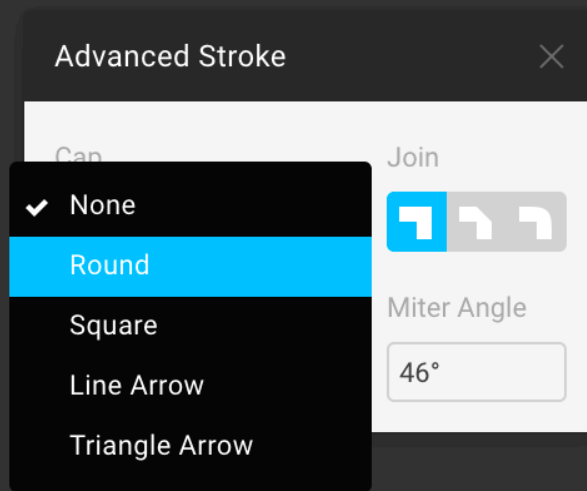 Advanced Stroke
Cap
None
Round
Square
Line Arrow
Triangle Arrow
Join
Miter Angle
46°